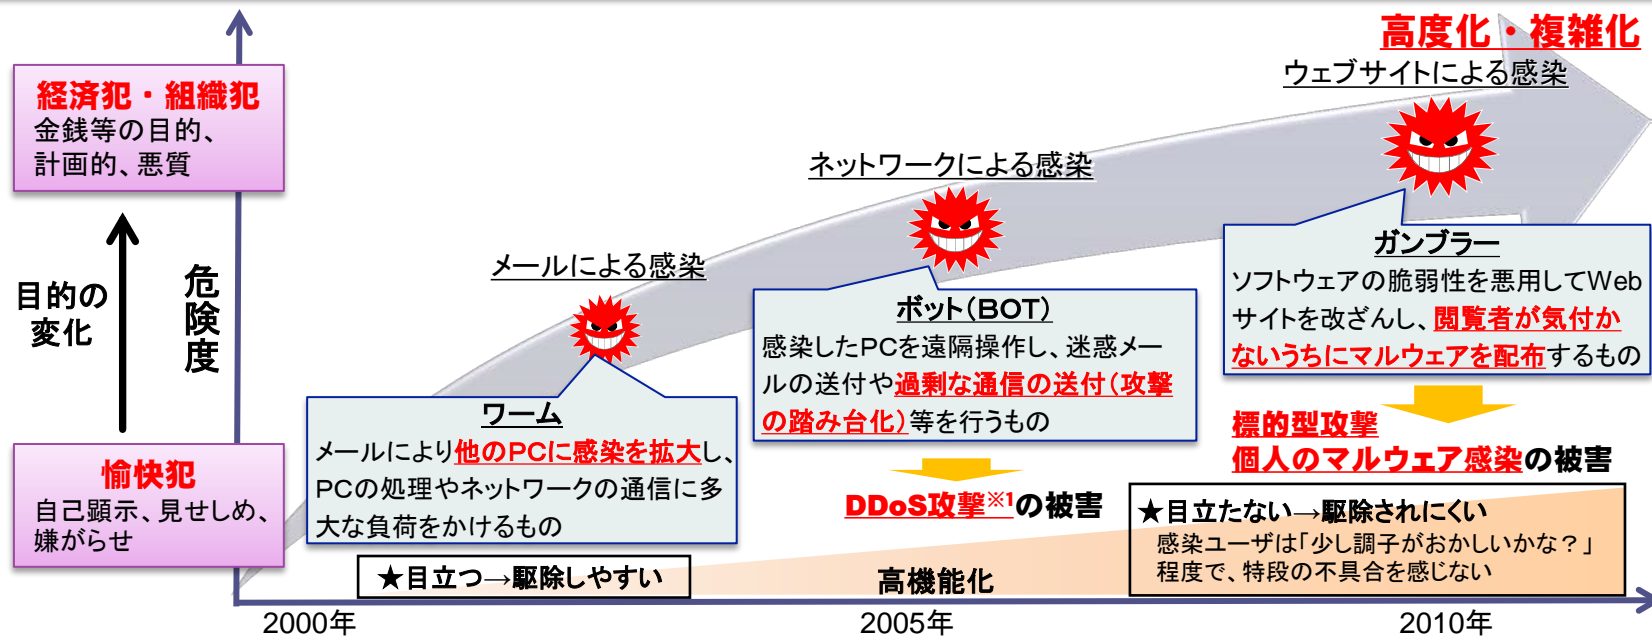 高度化・複雑化
ウェブサイトによる感染
経済犯・組織犯
金銭等の目的、
計画的、悪質
ネットワークによる感染
メールによる感染
目的の
変化
危険度
ガンブラー
ソフトウェアの脆弱性を悪用してWeb
サイトを改ざんし、閲覧者が気付か
ないうちにマルウェアを配布するもの
ボット(BOT)
感染したPCを遠隔操作し、迷惑メー
ルの送付や過剰な通信の送付(攻撃
の踏み台化)等を行うもの
ワーム
メールにより他のPCに感染を拡大し、
PCの処理やネットワークの通信に多
大な負荷をかけるもの
愉快犯
自己顕示、見せしめ、
嫌がらせ
標的型攻撃
個人のマルウェア感染の被害
DDoS攻撃※1の被害
★目立たない→駆除されにくい
感染ユーザは「少し調子がおかしいかな？」
程度で、特段の不具合を感じない
★目立つ→駆除しやすい
高機能化
2000年
2005年
2010年